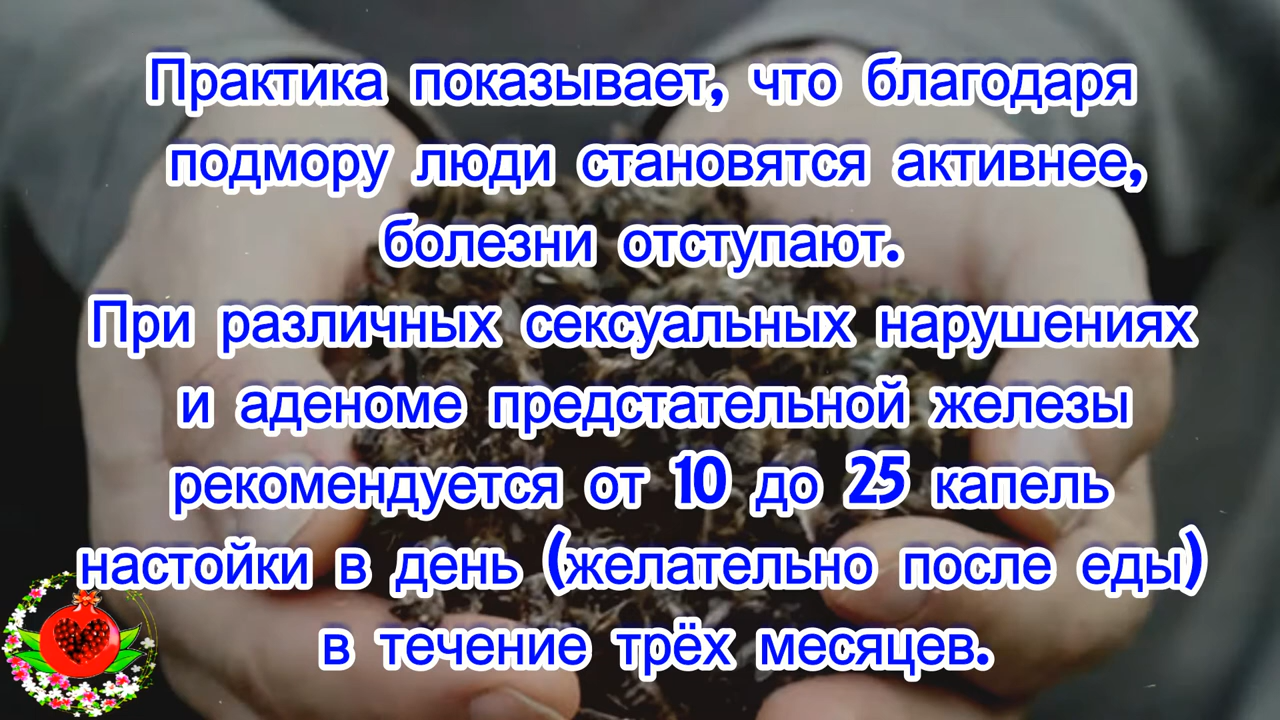 Практика показывает, что благодаря
подмору люди становятся активнее,
болезни отступают.
При различных сексуальных нарушениях
и аденоме предстательной железы
рекомендуется от 10 до 25 капель
настойки в день (желательно после еды)
в течение трёх месяцев.